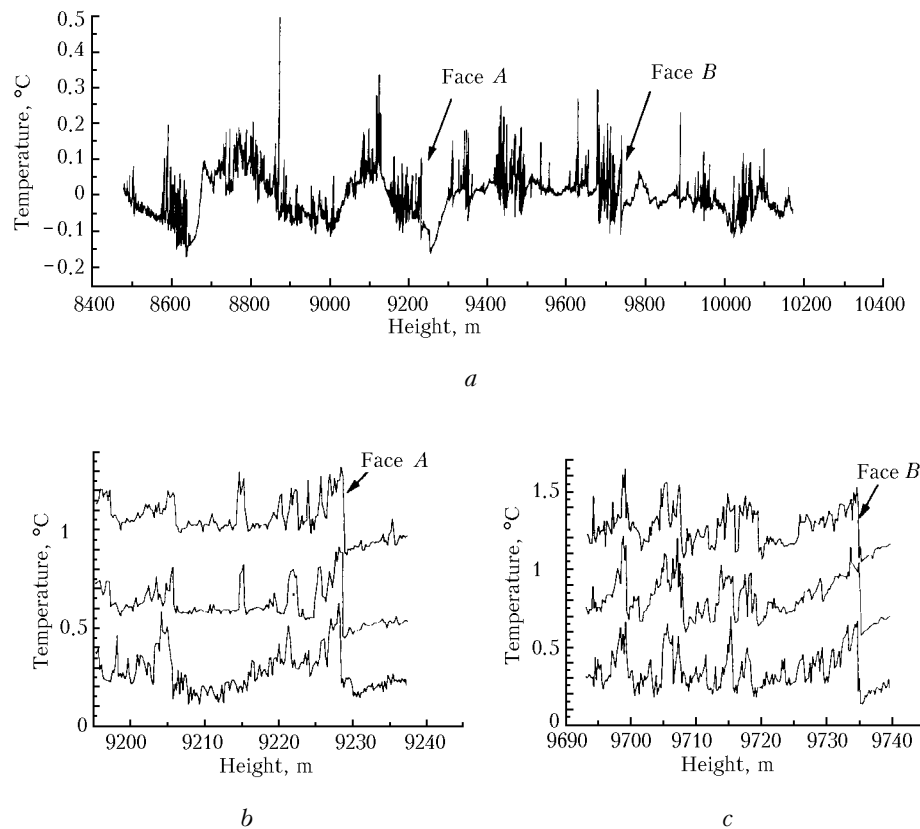 0.5
0.4
0.3
0.2
0.1
0
−0.1
−0.2
Temperature, °C
Face A
Face B
8400 8600 8800 9000 9200 9400 9600 9800 10000 10200 10400
Height, m
a
1
0.5
0
Temperature, °C
Face A
9200 9210 9220 9230 9240
Height, m
b
1.5
1
0.5
0
Temperature, °C
Face B
9690 9700 9710 9720 9730 9740
Height, m
c